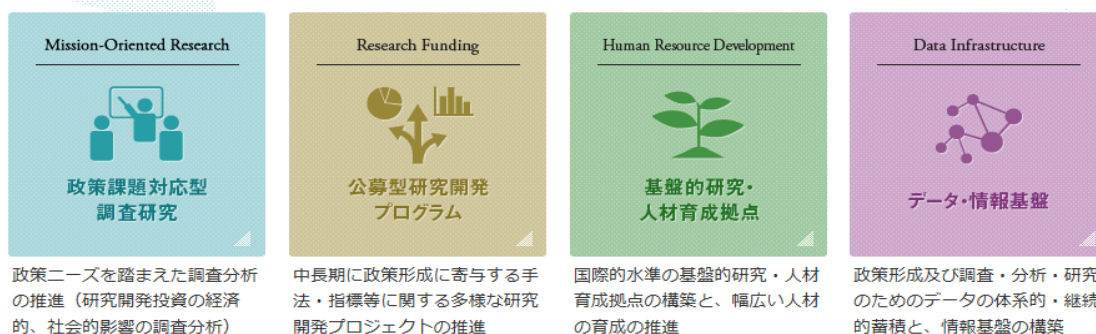 Mission-Oriented Research
政策課題対応型
調査研究
政策ニーズを踏まえた調査分析
の推進（研究開発投資の経済
的、社会的影響の調査分析）
Research Funding
公募型研究開発
プログラム
中長期に政策形成に寄与する手
法・指標等に関する多様な研究
開発プロジェクトの推進
Human Resource Development
基盤的研究・
人材育成拠点
国際的水準の基盤的研究・人材
育成拠点の構築と、幅広い人材
の育成の推進
Data Infrastructure
データ・情報基盤
政策形成及び調査・分析・研究
のためのデータの体系的・継続
的蓄積と、情報基盤の構築